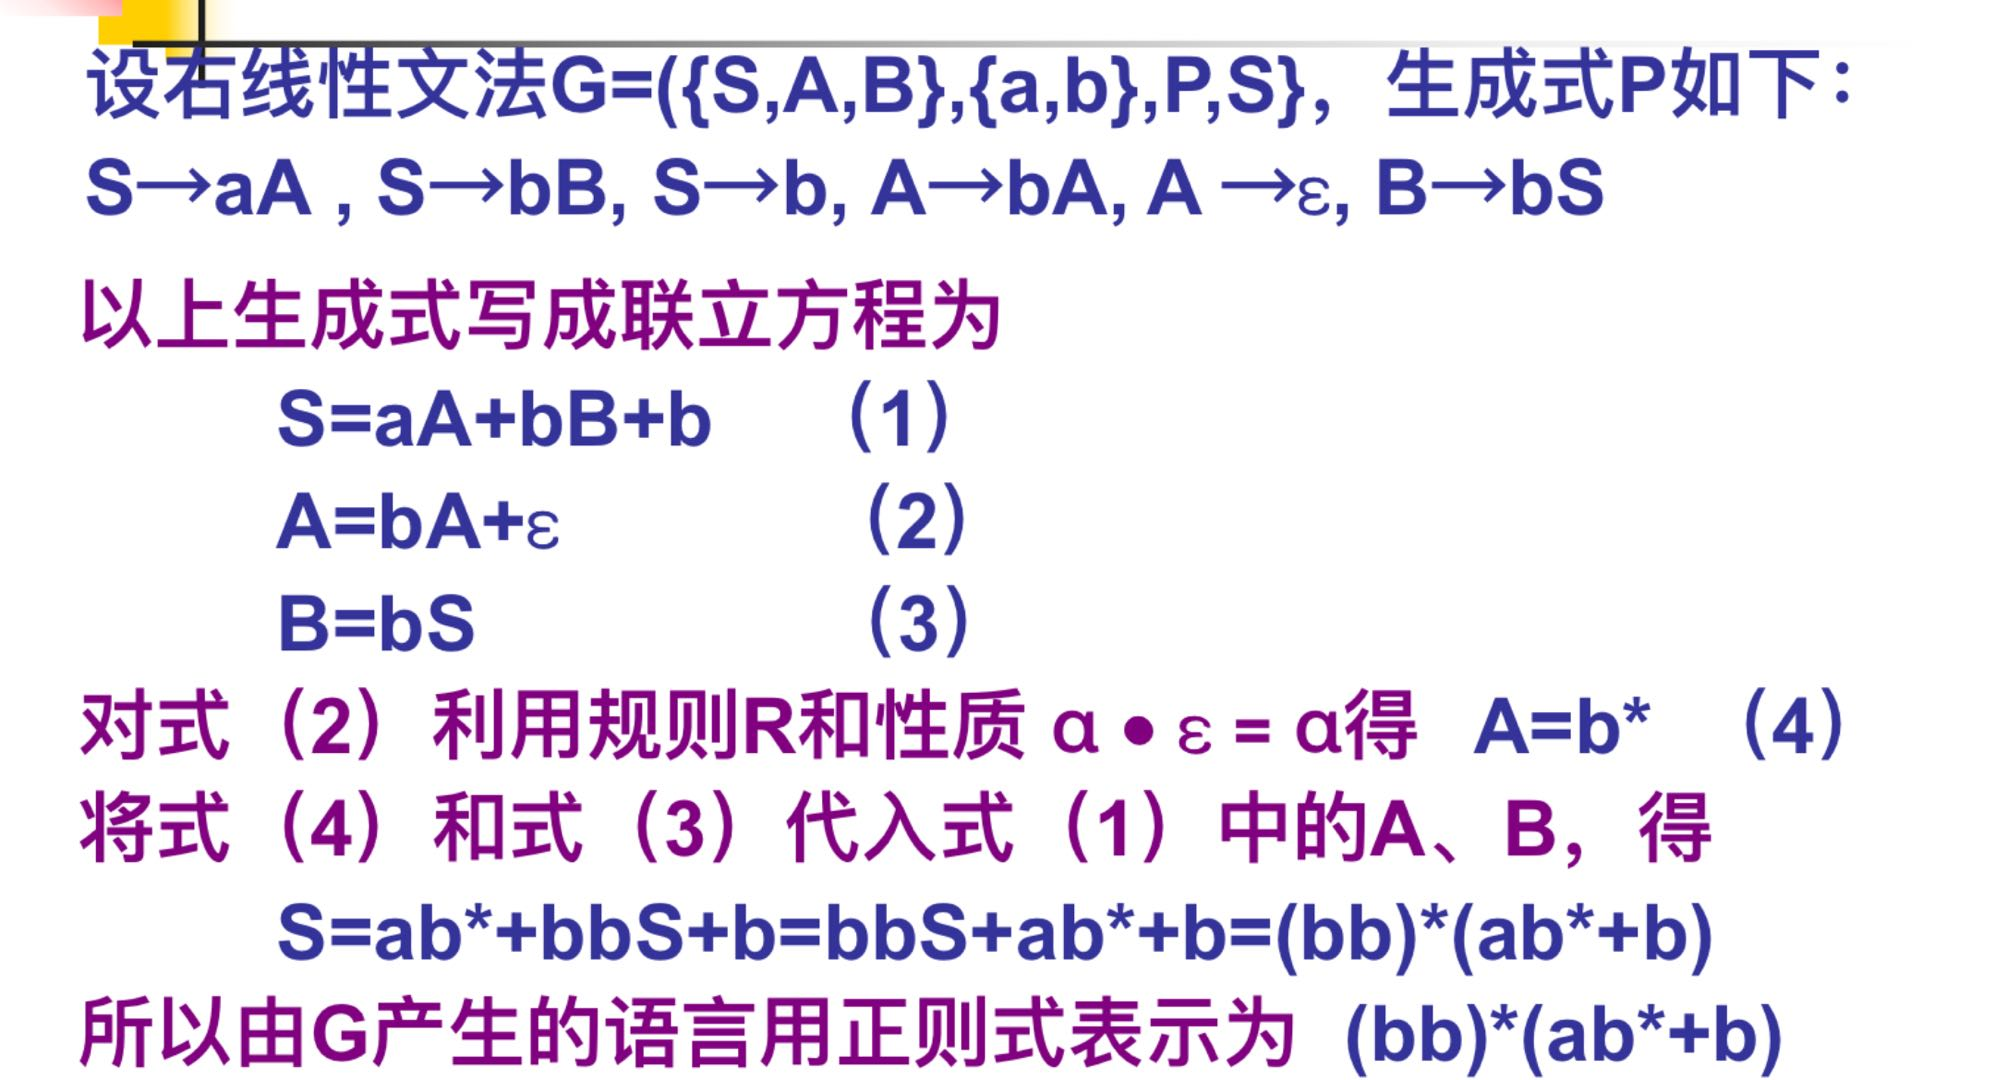 设右线性文法G=({S,A,B},{a,b},P,S}，生成式P如下：
S→aA , S→bB, S→b, A→bA, A →ε, B→bS
以上生成式写成联立方程为
S=aA+bB+b （1）
A=bA+ε （2）
B=bS （3）
对式（2）利用规则R和性质 α • ε = α得 A=b* （4）
将式（4）和式（3）代入式（1）中的A、B，得
S=ab*+bbS+b=bbS+ab*+b=(bb)*(ab*+b)
所以由G产生的语言用正则式表示为 (bb)*(ab*+b)